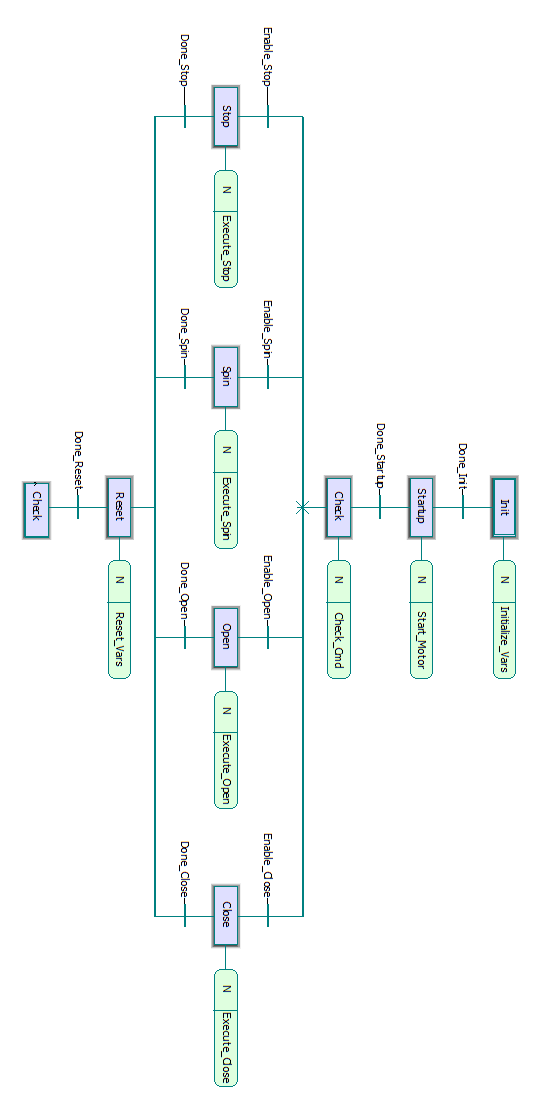 Init N Initialize_Vars
Done_Init
Startup N Start_Motor
Done_Startup
Check N Check_Cmd
Enable_Stop Enable_Spin Enable_Open Enable_Close
Stop N Execute_Stop Spin N Execute_Spin Open N Execute_Open Close N Execute_Close
Done_Stop Done_Spin Done_Open Done_Close
Reset N Reset_Vars
Done_Reset
Check